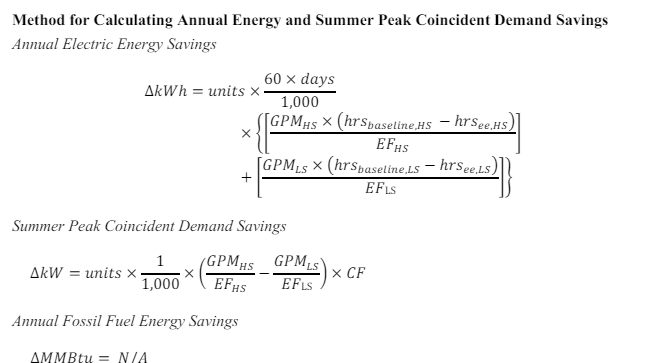 Method for Calculating Annual Energy and Summer Peak Coincident Demand Savings
Annual Electric Energy Savings
ΔkWh = units × 60 × days / 1,000
× {[GPM_HS × (hrs_baseline,HS − hrs_ee,HS) / EF_HS]
+ [GPM_LS × (hrs_baseline,LS − hrs_ee,LS) / EF_LS]}
Summer Peak Coincident Demand Savings
ΔkW = units × 1 / 1,000 × (GPM_HS / EF_HS − GPM_LS / EF_LS) × CF
Annual Fossil Fuel Energy Savings
ΔMMBtu = N/A